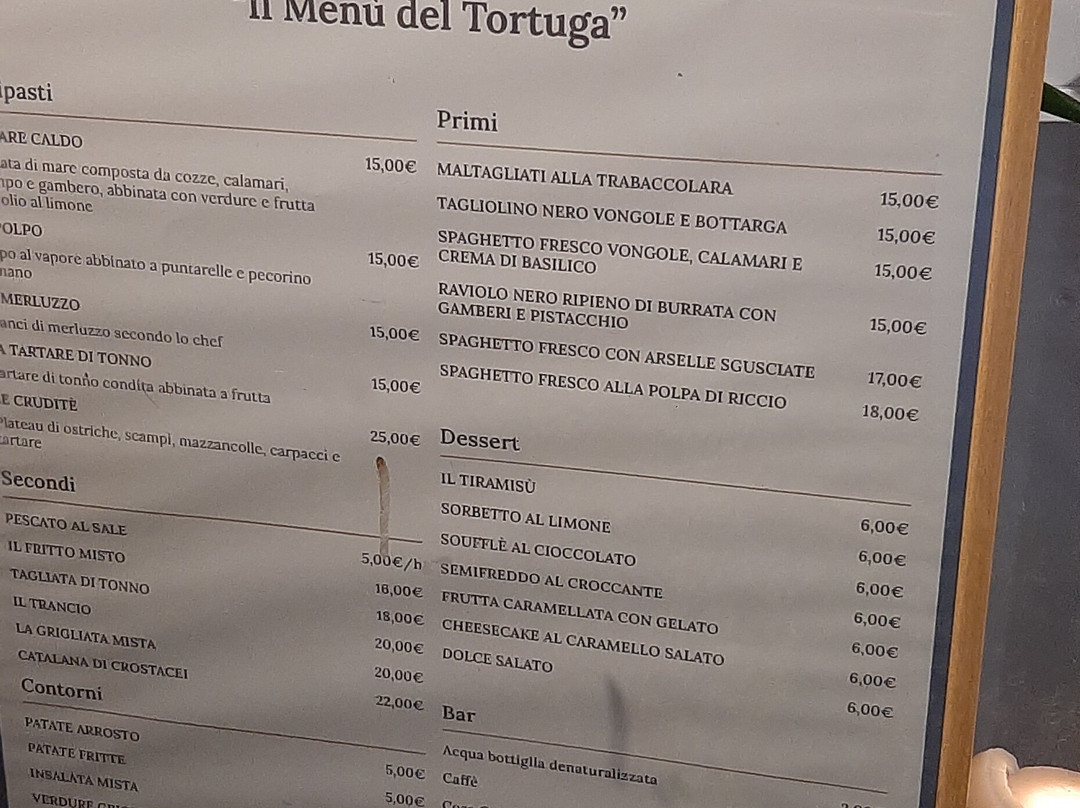 "Il Menù del Tortuga"
ipasti
ARE CALDO
15,00€
ata di mare composta da cozze, calamari,
npo e gambero, abbinata con verdure e frutta
olio al limone
POLPO
15,00€
po al vapore abbinato a puntarelle e pecorino
nano
MERLUZZO
15,00€
anci di merluzzo secondo lo chef
A TARTARE DI TONNO
15,00€
artare di tonno condita abbinata a frutta
E CRUDITÈ
25,00€
Plateau di ostriche, scampi, mazzancolle, carpacci e
tartare
Secondi
PESCATO AL SALE 5,00€/h
IL FRITTO MISTO 16,00€
TAGLIATA DI TONNO 18,00€
IL TRANCIO 20,00€
LA GRIGLIATA MISTA 20,00€
CATALANA DI CROSTACEI 22,00€
Contorni
PATATE ARROSTO 5,00€
PATATE FRITTE 5,00€
INSALATA MISTA
VERDURE
Primi
MALTAGLIATI ALLA TRABACCOLARA 15,00€
TAGLIOLINO NERO VONGOLE E BOTTARGA 15,00€
SPAGHETTO FRESCO VONGOLE, CALAMARI E 15,00€
CREMA DI BASILICO
RAVIOLO NERO RIPIENO DI BURRATA CON 15,00€
GAMBERI E PISTACCHIO
SPAGHETTO FRESCO CON ARSELLE SGUSCIATE 17,00€
SPAGHETTO FRESCO ALLA POLPA DI RICCIO 18,00€
Dessert
IL TIRAMISÙ 6,00€
SORBETTO AL LIMONE 6,00€
SOUFFLÈ AL CIOCCOLATO 6,00€
SEMIFREDDO AL CROCCANTE 6,00€
FRUTTA CARAMELLATA CON GELATO 6,00€
CHEESECAKE AL CARAMELLO SALATO 6,00€
DOLCE SALATO 6,00€
Bar
Acqua bottiglia denaturalizzata
Caffè